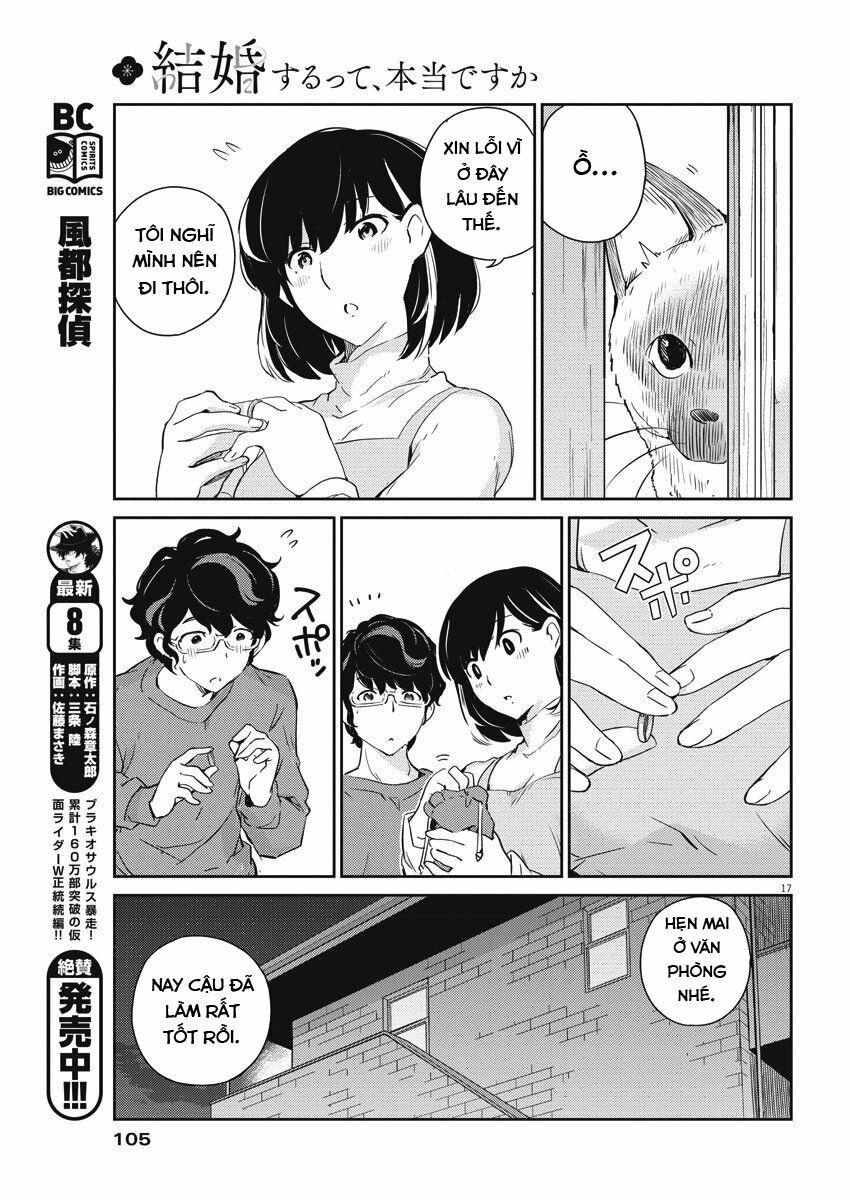 結婚するって、本当ですか
Ồ...
XIN LỖI VÌ
Ở ĐÂY
LÂU ĐẾN
THẾ.
TÔI NGHĨ
MÌNH NÊN
ĐI THÔI.
スポ
スポッ
17
HẸN MAI
Ở VĂN
PHÒNG
NHÉ.
NAY CẬU ĐÃ
LÀM RẤT
TỐT RỒI.
105
BC
SPIRITS
COMICS
BIG COMICS
風都探偵
最新
8
集
原作:石ノ森章太郎
脚本:三条 陸
作画:佐藤まさき
ブラキオサウルス暴走!
累計160万部突破の仮
面ライダーW正統続編!!
絶賛
発売中!!!